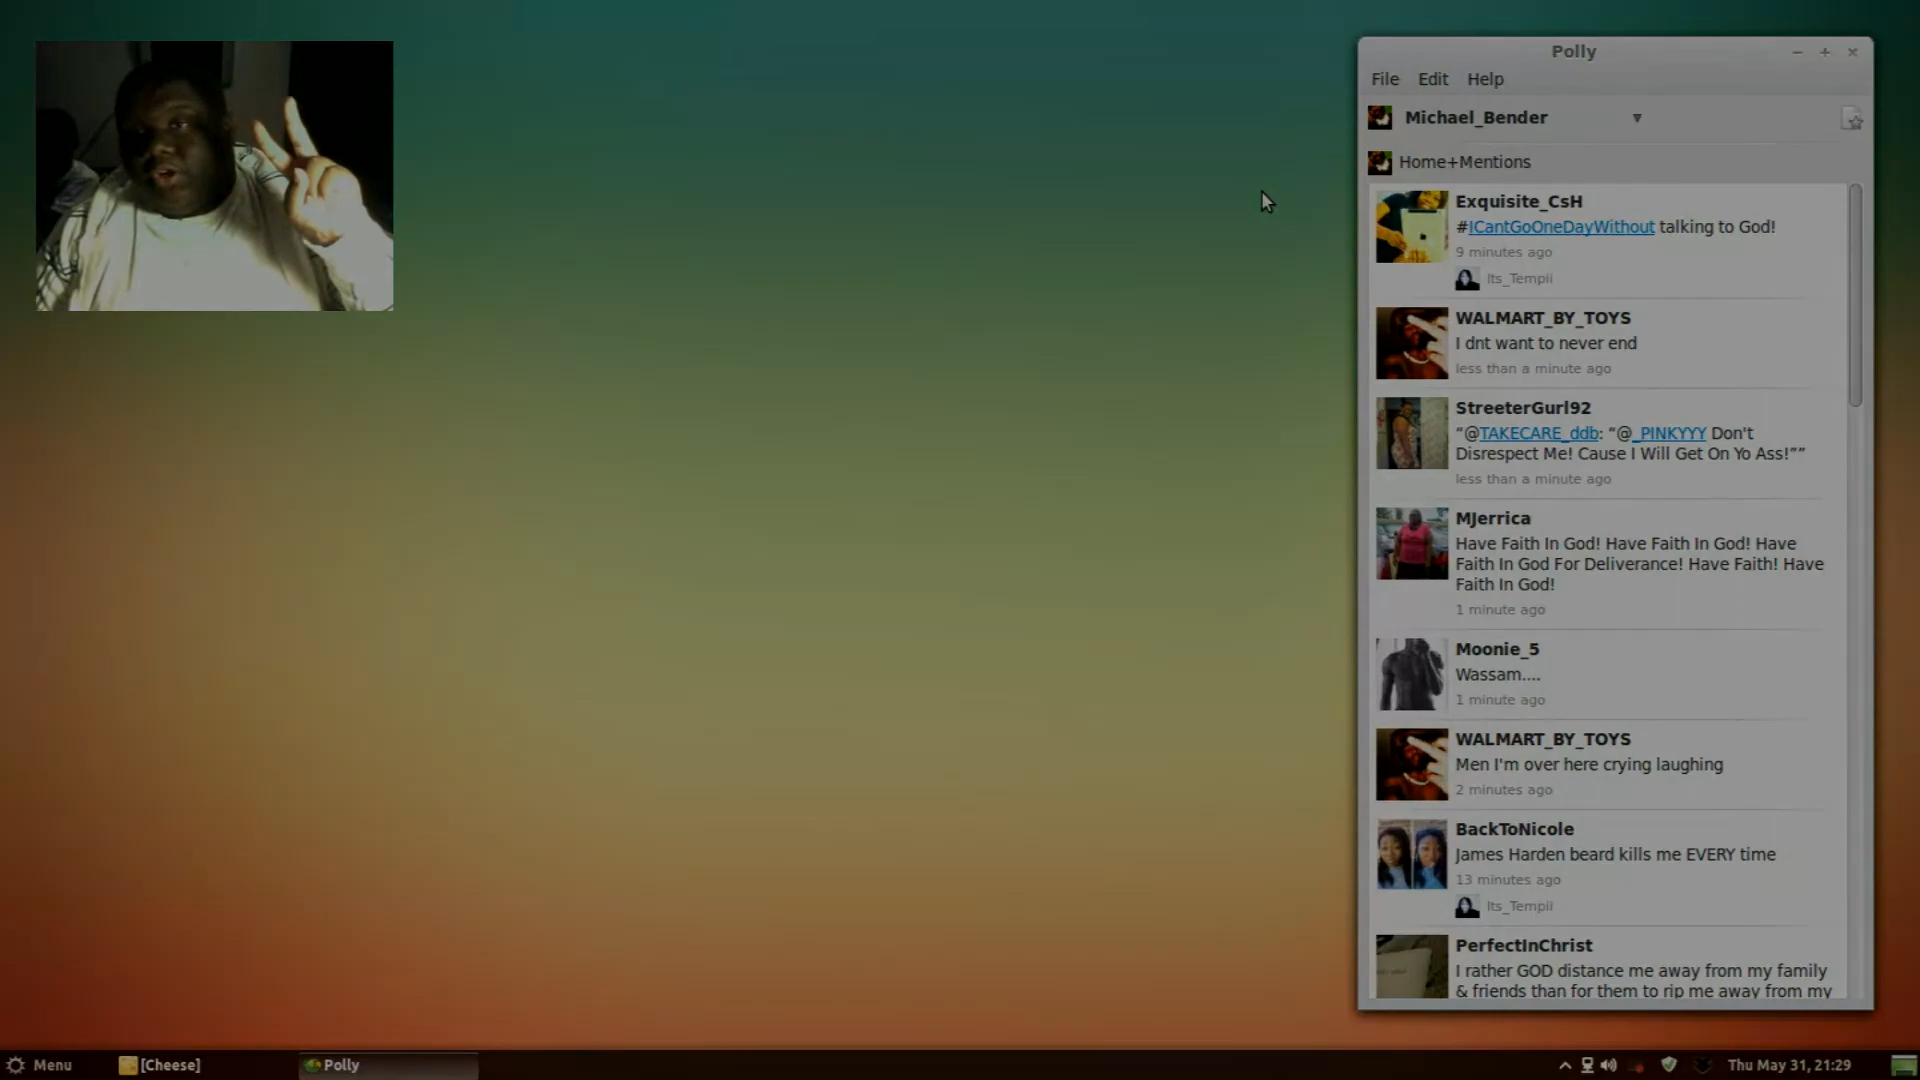 Polly
File Edit Help
Michael_Bender
Home+Mentions
Exquisite_CsH
#ICantGoOneDayWithout talking to God!
9 minutes ago
Its_Tempii
WALMART_BY_TOYS
I dnt want to never end
less than a minute ago
StreeterGurl92
“@TAKECARE_ddb: “@_PINKYYY Don't
Disrespect Me! Cause I Will Get On Yo Ass!””
less than a minute ago
MJerrica
Have Faith In God! Have Faith In God! Have
Faith In God For Deliverance! Have Faith! Have
Faith In God!
1 minute ago
Moonie_5
Wassam....
1 minute ago
WALMART_BY_TOYS
Men I'm over here crying laughing
2 minutes ago
BackToNicole
James Harden beard kills me EVERY time
13 minutes ago
Its_Tempii
PerfectInChrist
I rather GOD distance me away from my family
& friends than for them to rip me away from my
Menu [Cheese] Polly Thu May 31, 21:29